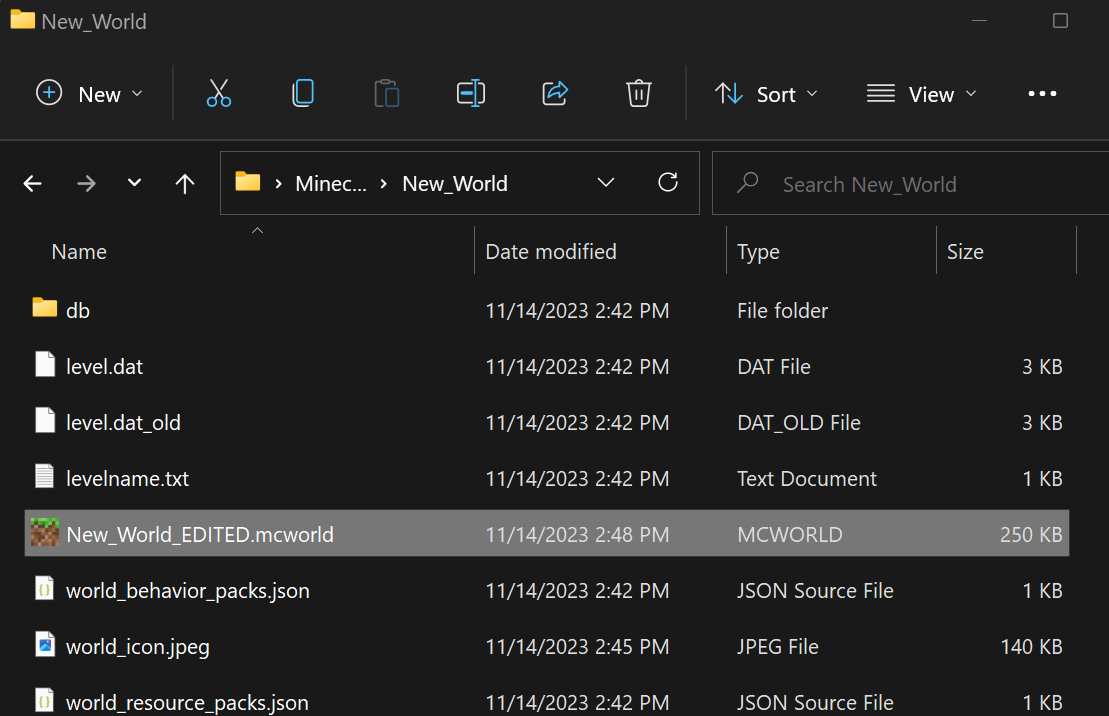 New_World
New Sort View
Minec... New_World Search New_World
Name Date modified Type Size
db 11/14/2023 2:42 PM File folder
level.dat 11/14/2023 2:42 PM DAT File 3 KB
level.dat_old 11/14/2023 2:42 PM DAT_OLD File 3 KB
levelname.txt 11/14/2023 2:42 PM Text Document 1 KB
New_World_EDITED.mcworld 11/14/2023 2:48 PM MCWORLD 250 KB
world_behavior_packs.json 11/14/2023 2:42 PM JSON Source File 1 KB
world_icon.jpeg 11/14/2023 2:45 PM JPEG File 140 KB
world_resource_packs.json 11/14/2023 2:42 PM JSON Source File 1 KB